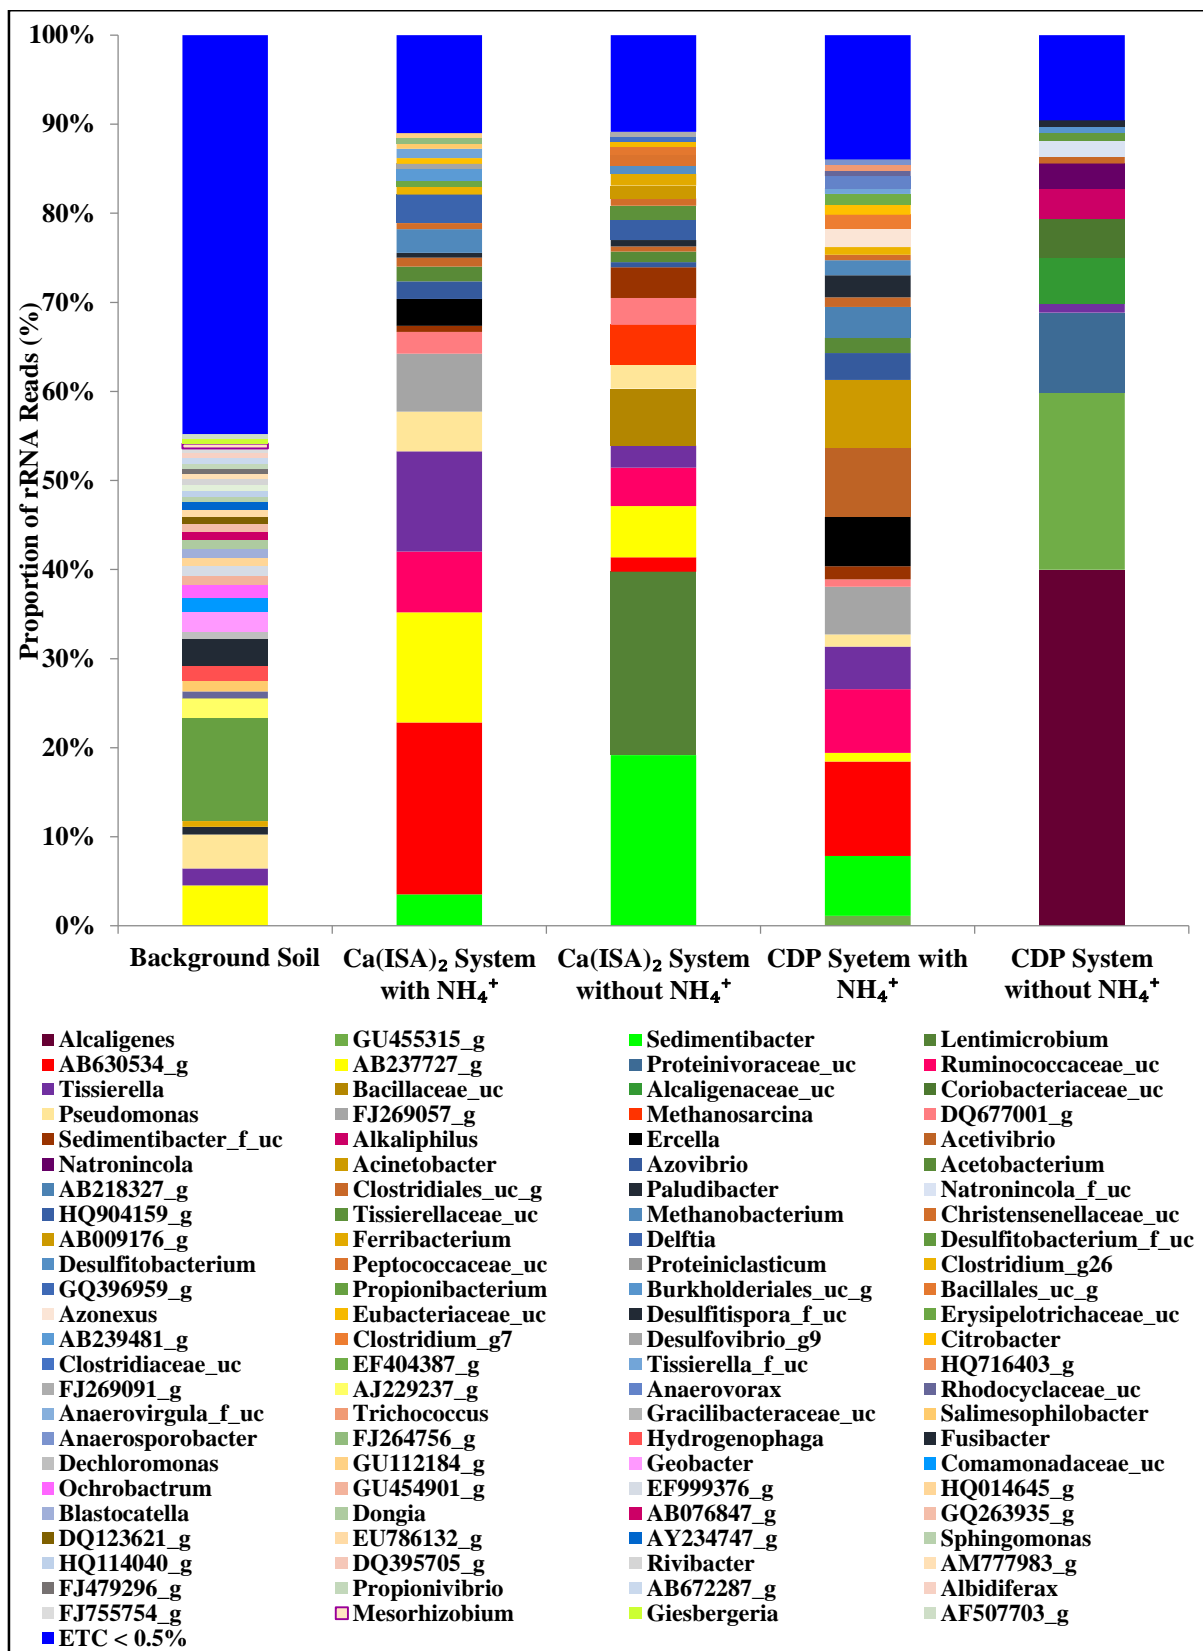 Proportion of rRNA Reads (%)
100%
90%
80%
70%
60%
50%
40%
30%
20%
10%
0%
Background Soil
Ca(ISA)₂ System
with NH₄⁺
Ca(ISA)₂ System
without NH₄⁺
CDP Syetem with
NH₄⁺
CDP System
without NH₄⁺
Alcaligenes GU455315_g Sedimentibacter Lentimicrobium
AB630534_g AB237727_g Proteinivoraceae_uc Ruminococcaceae_uc
Tissierella Bacillaceae_uc Alcaligenaceae_uc Coriobacteriaceae_uc
Pseudomonas FJ269057_g Methanosarcina DQ677001_g
Sedimentibacter_f_uc Alkaliphilus Ercella Acetivibrio
Natronincola Acinetobacter Azovibrio Acetobacterium
AB218327_g Clostridiales_uc_g Paludibacter Natronincola_f_uc
HQ904159_g Tissierellaceae_uc Methanobacterium Christensenellaceae_uc
AB009176_g Ferribacterium Delftia Desulfitobacterium_f_uc
Desulfitobacterium Peptococcaceae_uc Proteiniclasticum Clostridium_g26
GQ396959_g Propionibacterium Burkholderiales_uc_g Bacillales_uc_g
Azonexus Eubacteriaceae_uc Desulfitispora_f_uc Erysipelotrichaceae_uc
AB239481_g Clostridium_g7 Desulfovibrio_g9 Citrobacter
Clostridiaceae_uc EF404387_g Tissierella_f_uc HQ716403_g
FJ269091_g AJ229237_g Anaerovorax Rhodocyclaceae_uc
Anaerovirgula_f_uc Trichococcus Gracilibacteraceae_uc Salimesophilobacter
Anaerosporobacter FJ264756_g Hydrogenophaga Fusibacter
Dechloromonas GU112184_g Geobacter Comamonadaceae_uc
Ochrobactrum GU454901_g EF999376_g HQ014645_g
Blastocatella Dongia AB076847_g GQ263935_g
DQ123621_g EU786132_g AY234747_g Sphingomonas
HQ114040_g DQ395705_g Rivibacter AM777983_g
FJ479296_g Propionivibrio AB672287_g Albidiferax
FJ755754_g Mesorhizobium Giesbergeria AF507703_g
ETC < 0.5%